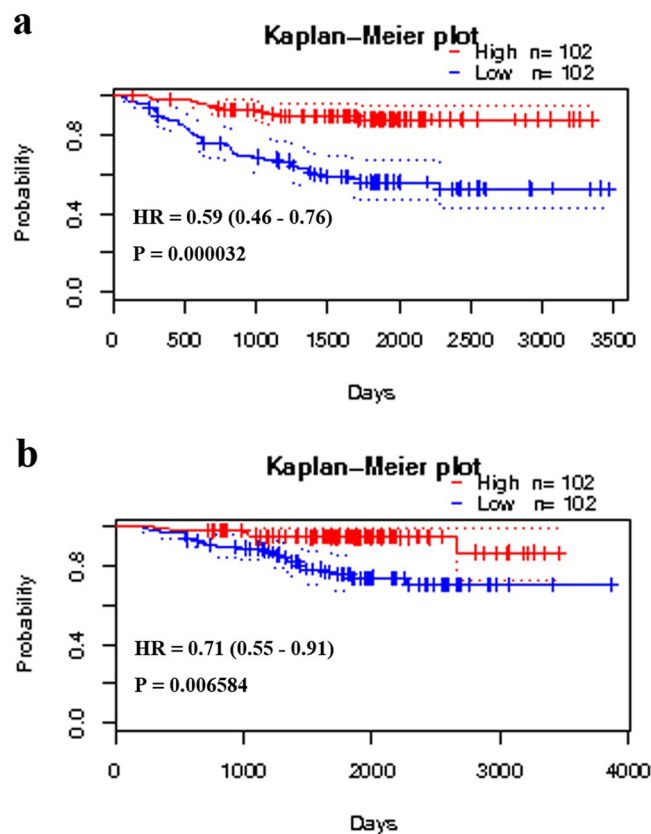 a
Kaplan-Meier plot
High n= 102
Low n= 102
Probability
0.8
0.4
0.0
HR = 0.59 (0.46 - 0.76)
P = 0.000032
0 500 1000 1500 2000 2500 3000 3500
Days
b
Kaplan-Meier plot
High n= 102
Low n= 102
Probability
0.8
0.4
0.0
HR = 0.71 (0.55 - 0.91)
P = 0.006584
0 1000 2000 3000 4000
Days